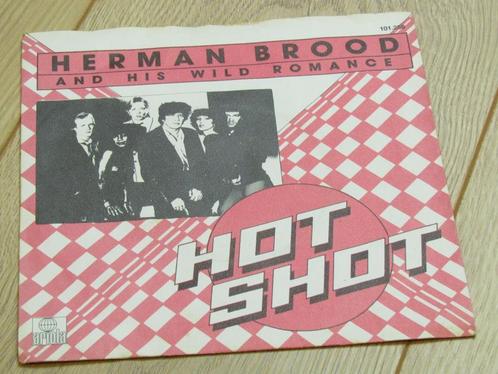 HERMAN BROOD
AND HIS WILD ROMANCE
HOT
SHOT
ariola